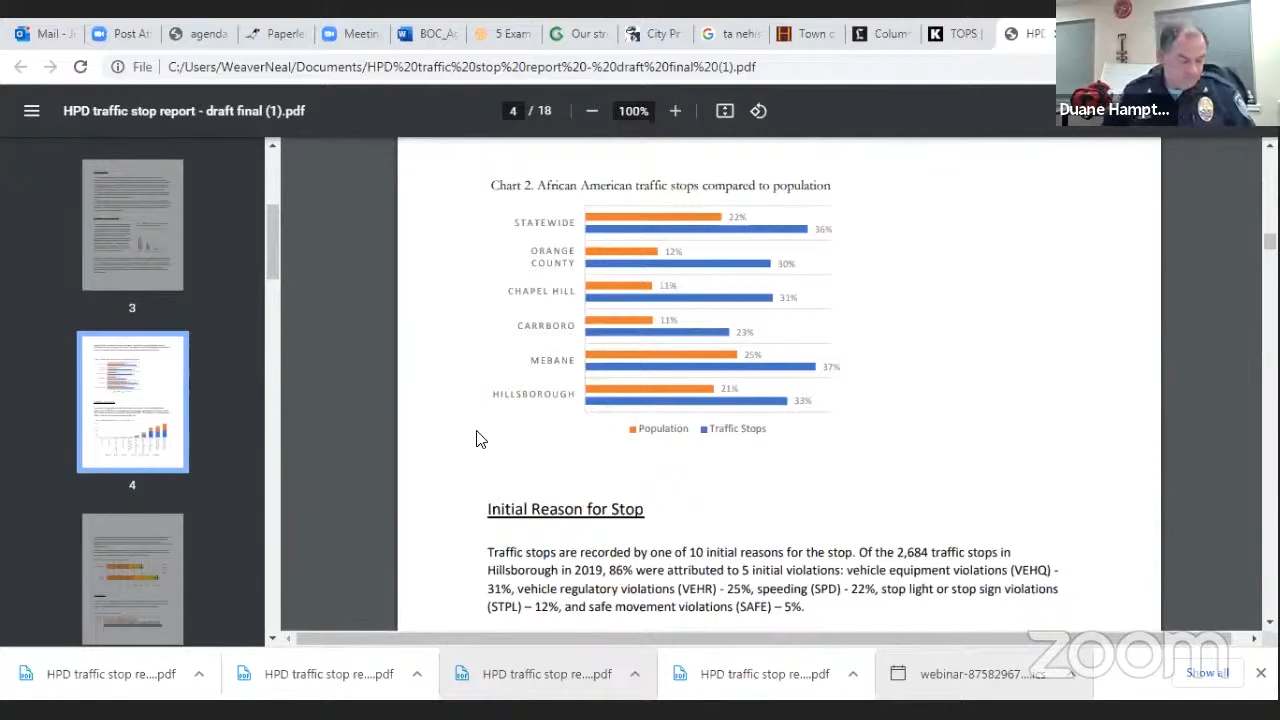 Mail - J
Post At
agenda
Paperle
Meetin
BOC_A
5 Exam
Our str
City Pr
ta nehis
Town c
Colum
TOPS |
HPD
File | C:/Users/WeaverNeal/Documents/HPD%20traffic%20stop%20report%20-%20draft%20final%20(1).pdf
Duane Hampt...
HPD traffic stop report - draft final (1).pdf
4 / 18
100%
3
4
Chart 2. African American traffic stops compared to population
STATEWIDE
22%
36%
ORANGE
COUNTY
12%
30%
CHAPEL HILL
11%
31%
CARRBORO
11%
23%
MEBANE
25%
37%
HILLSBOROUGH
21%
33%
Population
Traffic Stops
Initial Reason for Stop
Traffic stops are recorded by one of 10 initial reasons for the stop. Of the 2,684 traffic stops in
Hillsborough in 2019, 86% were attributed to 5 initial violations: vehicle equipment violations (VEHQ) -
31%, vehicle regulatory violations (VEHR) - 25%, speeding (SPD) - 22%, stop light or stop sign violations
(STPL) – 12%, and safe movement violations (SAFE) – 5%.
zoom
HPD traffic stop re....pdf
HPD traffic stop re....pdf
HPD traffic stop re....pdf
HPD traffic stop re....pdf
webinar-87582967....ics
Show all